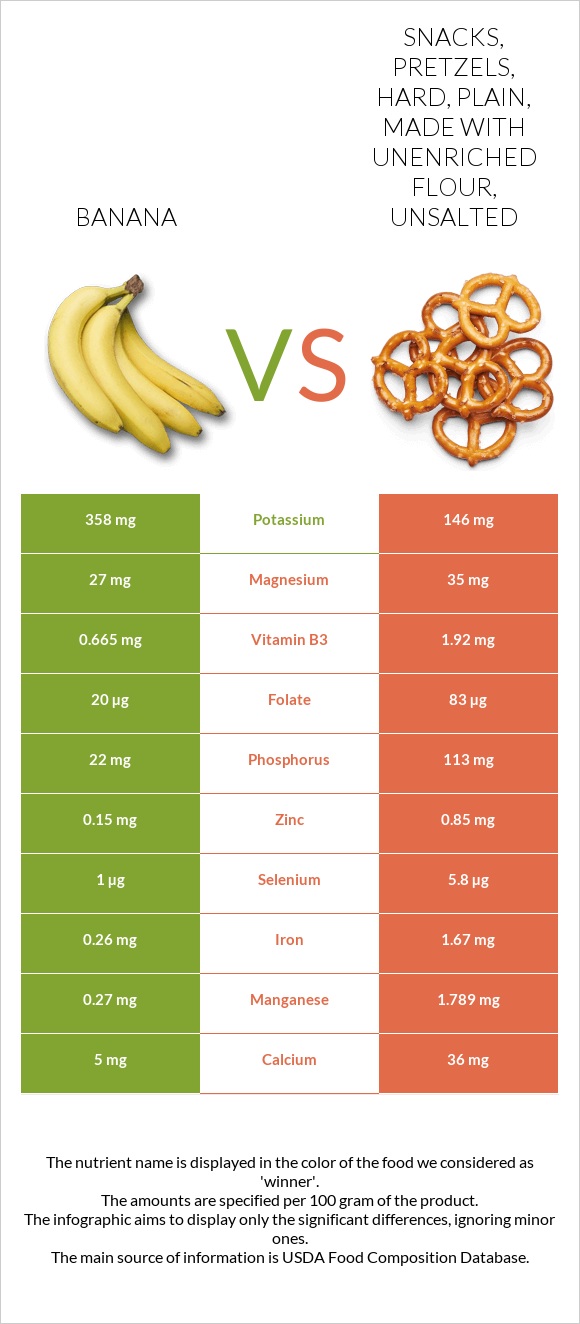 SNACKS,
PRETZELS,
HARD, PLAIN,
MADE WITH
UNENRICHED
FLOUR,
BANANA UNSALTED
VS
358 mg Potassium 146 mg
27 mg Magnesium 35 mg
0.665 mg Vitamin B3 1.92 mg
20 μg Folate 83 μg
22 mg Phosphorus 113 mg
0.15 mg Zinc 0.85 mg
1 μg Selenium 5.8 μg
0.26 mg Iron 1.67 mg
0.27 mg Manganese 1.789 mg
5 mg Calcium 36 mg
The nutrient name is displayed in the color of the food we considered as
'winner'.
The amounts are specified per 100 gram of the product.
The infographic aims to display only the significant differences, ignoring minor
ones.
The main source of information is USDA Food Composition Database.